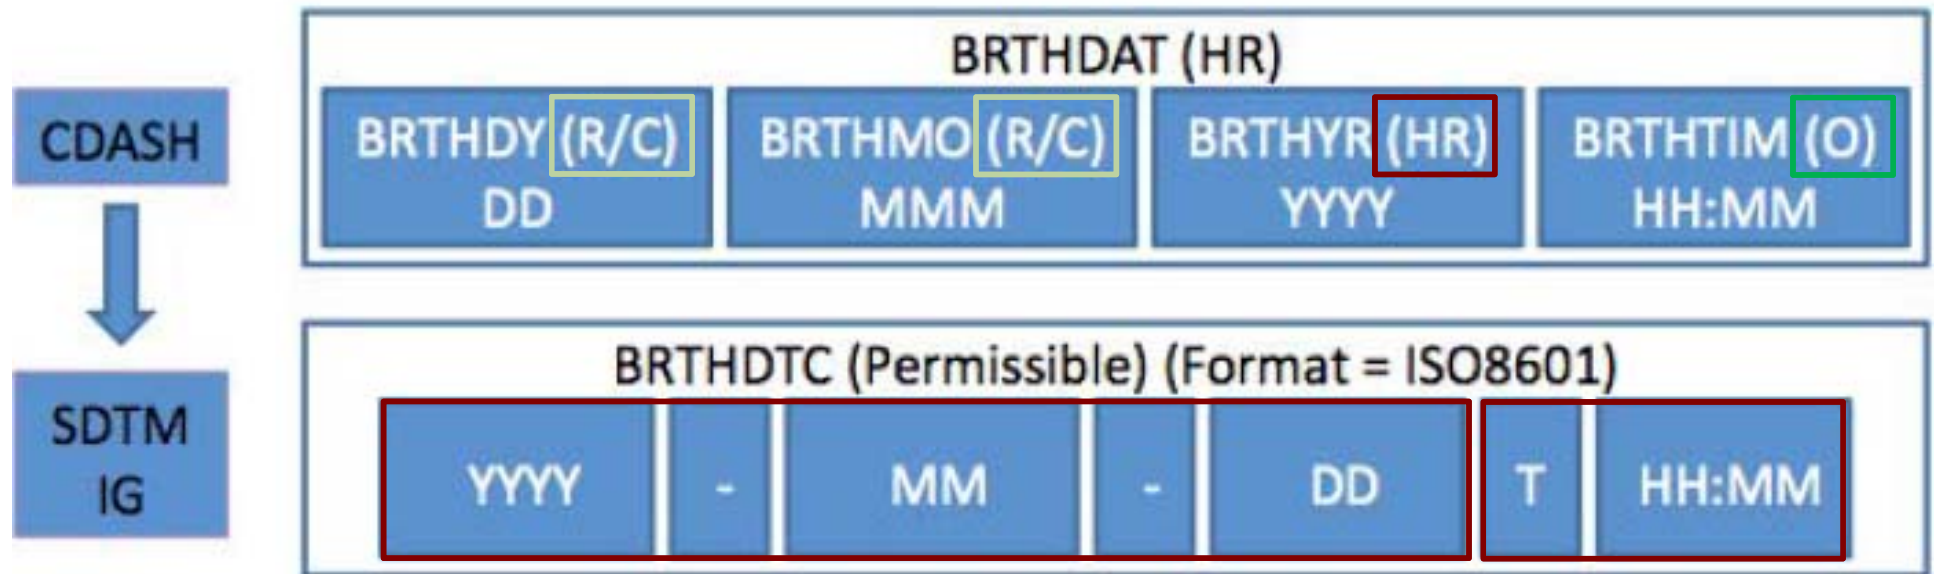 CDASH
BRTHDAT (HR)
BRTHDY (R/C)
DD
BRTHMO (R/C)
MMM
BRTHYR (HR)
YYYY
BRTHTIM (O)
HH:MM
SDTM
IG
BRTHDTC (Permissible) (Format = ISO8601)
YYYY
-
MM
-
DD
T
HH:MM